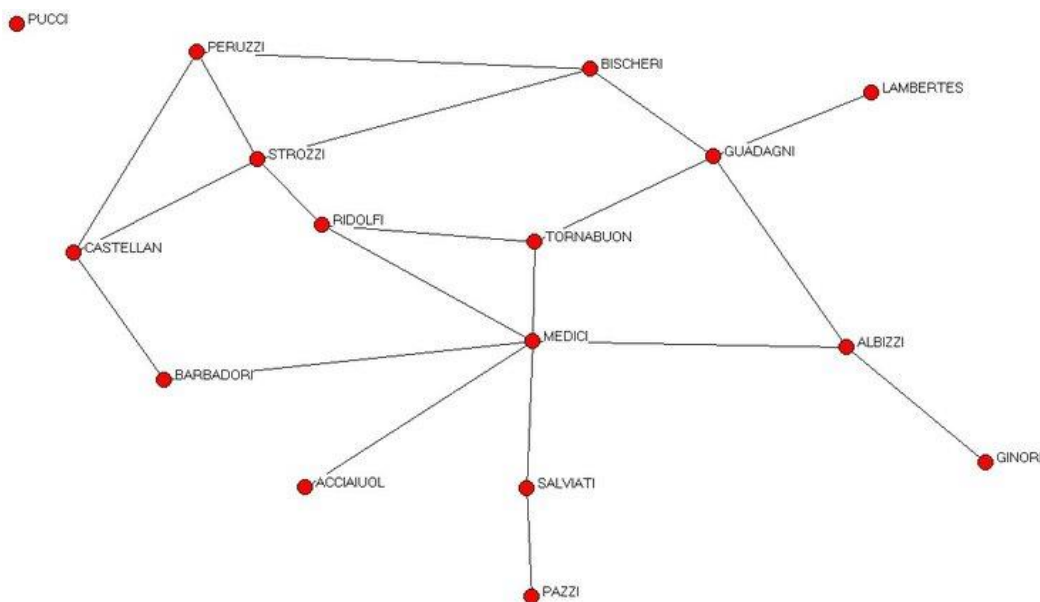 PUCCI
PERUZZI
BISCHERI
LAMBERTES
STROZZI
GUADAGNI
RIDOLFI
TORNABUON
CASTELLAN
MEDICI
ALBIZZI
BARBADORI
GINORI
ACCIAIUOL
SALVIATI
PAZZI